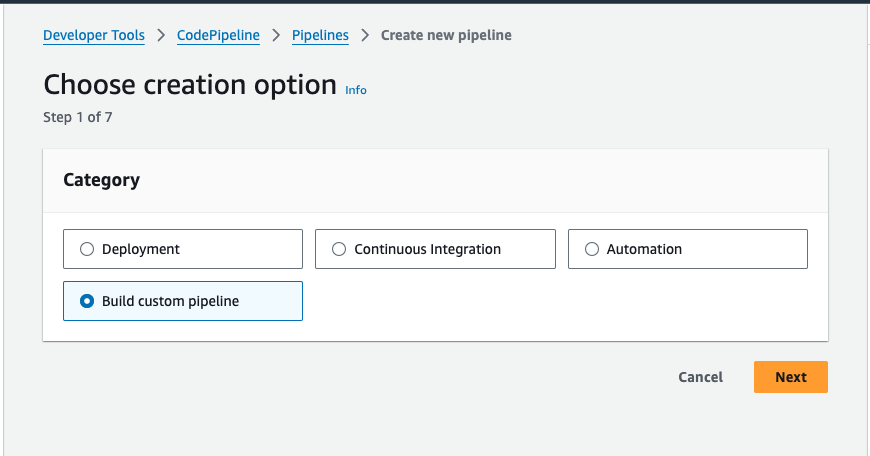 Developer Tools > CodePipeline > Pipelines > Create new pipeline
Choose creation option Info
Step 1 of 7
Category
Deployment
Continuous Integration
Automation
Build custom pipeline
Cancel
Next